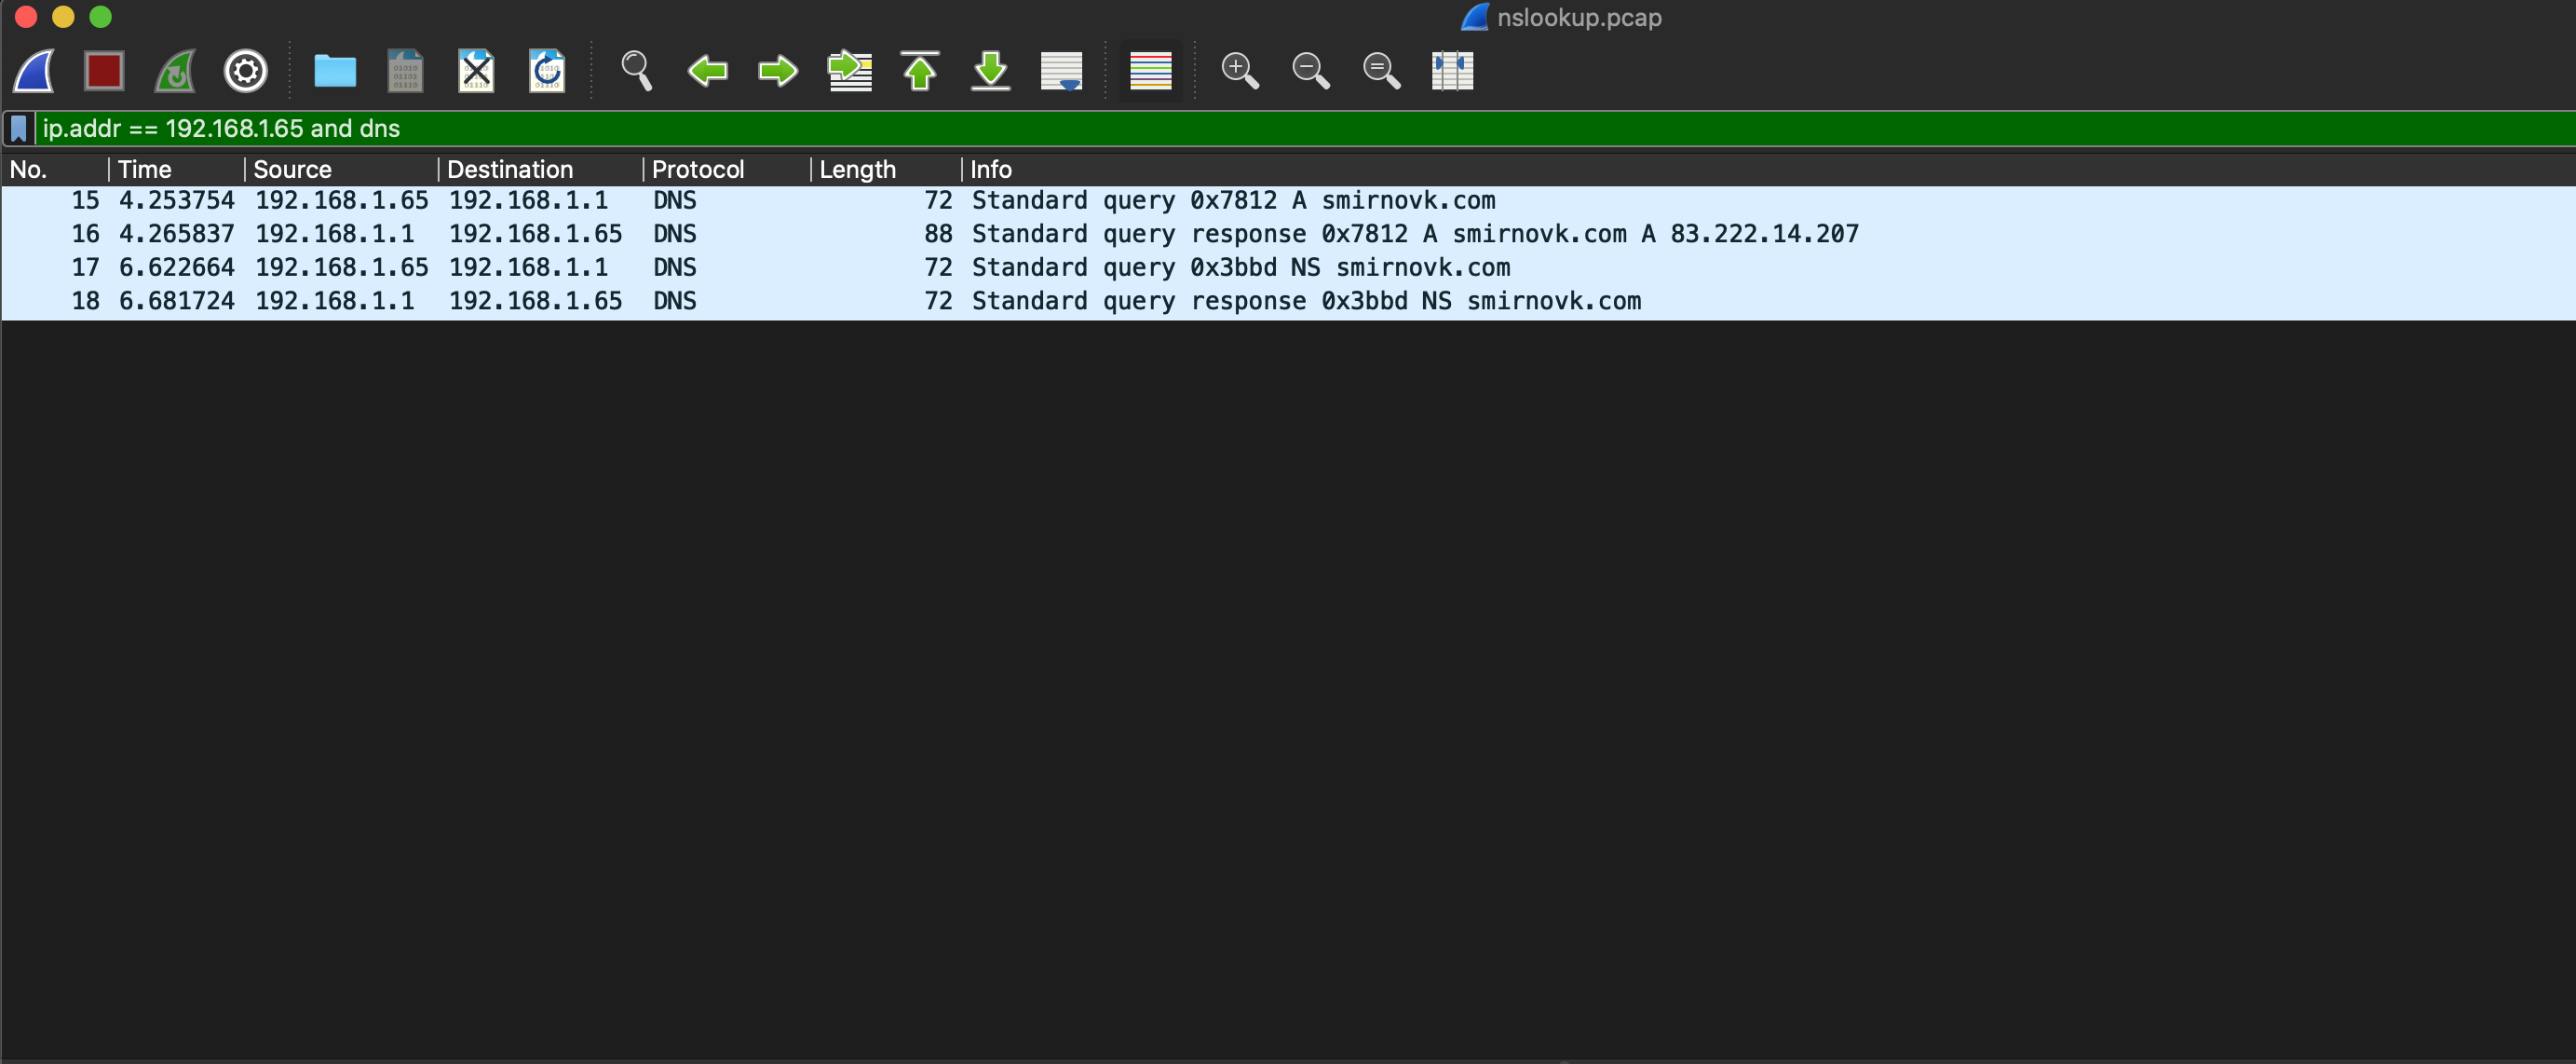 nslookup.pcap
ip.addr == 192.168.1.65 and dns
No. Time Source Destination Protocol Length Info
15 4.253754 192.168.1.65 192.168.1.1 DNS 72 Standard query 0x7812 A smirnovk.com
16 4.265837 192.168.1.1 192.168.1.65 DNS 88 Standard query response 0x7812 A smirnovk.com A 83.222.14.207
17 6.622664 192.168.1.65 192.168.1.1 DNS 72 Standard query 0x3bbd NS smirnovk.com
18 6.681724 192.168.1.1 192.168.1.65 DNS 72 Standard query response 0x3bbd NS smirnovk.com